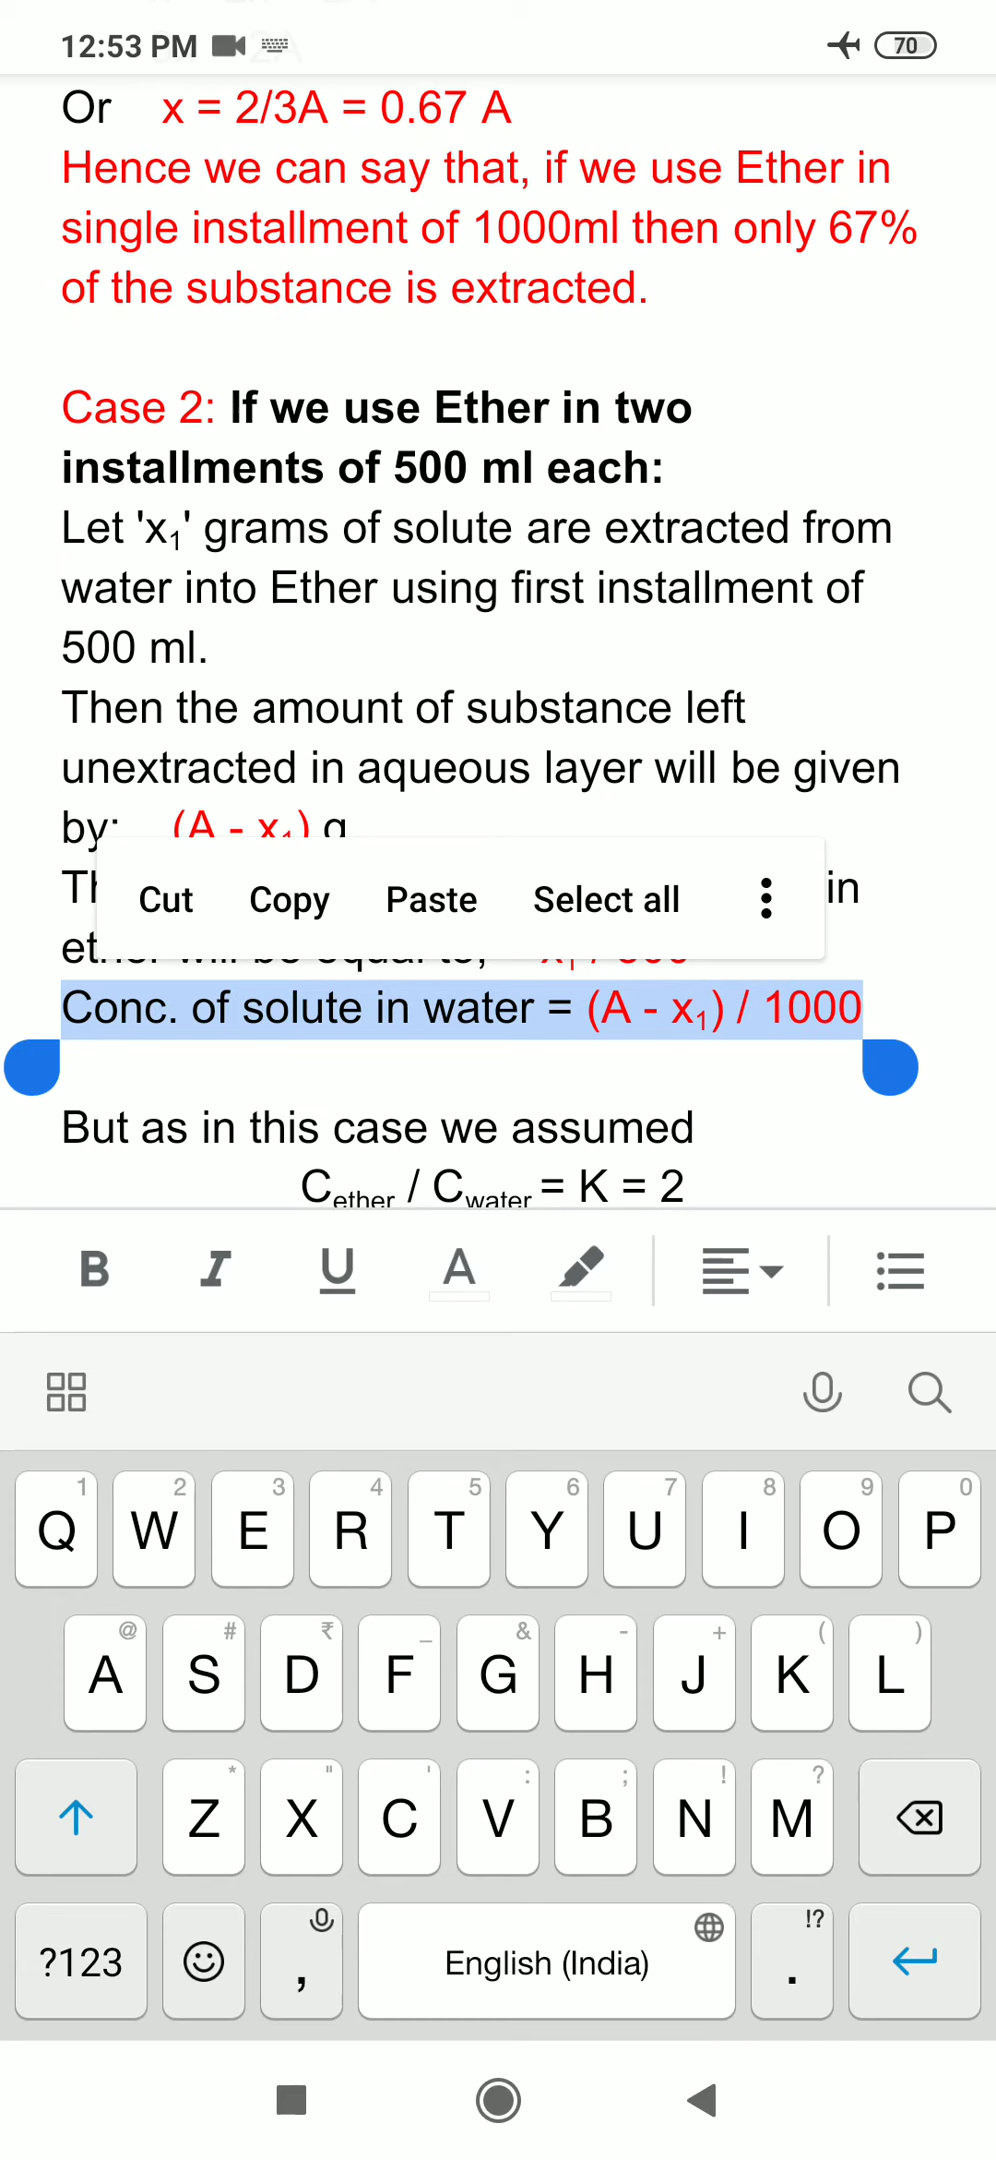 12:53 PM 70
Or x = 2/3A = 0.67 A
Hence we can say that, if we use Ether in
single installment of 1000ml then only 67%
of the substance is extracted.
Case 2: If we use Ether in two
installments of 500 ml each:
Let 'x₁' grams of solute are extracted from
water into Ether using first installment of
500 ml.
Then the amount of substance left
unextracted in aqueous layer will be given
by: (A - x₁) g
in
Cut Copy Paste Select all
Conc. of solute in water = (A - x₁) / 1000
But as in this case we assumed
Cether / Cwater = K = 2
B I U A
1 2 3 4 5 6 7 8 9 0
Q W E R T Y U I O P
@ # ₹ _ & - + ( )
A S D F G H J K L
* " ' : ; ! ?
Z X C V B N M
!?
?123 , English (India) .